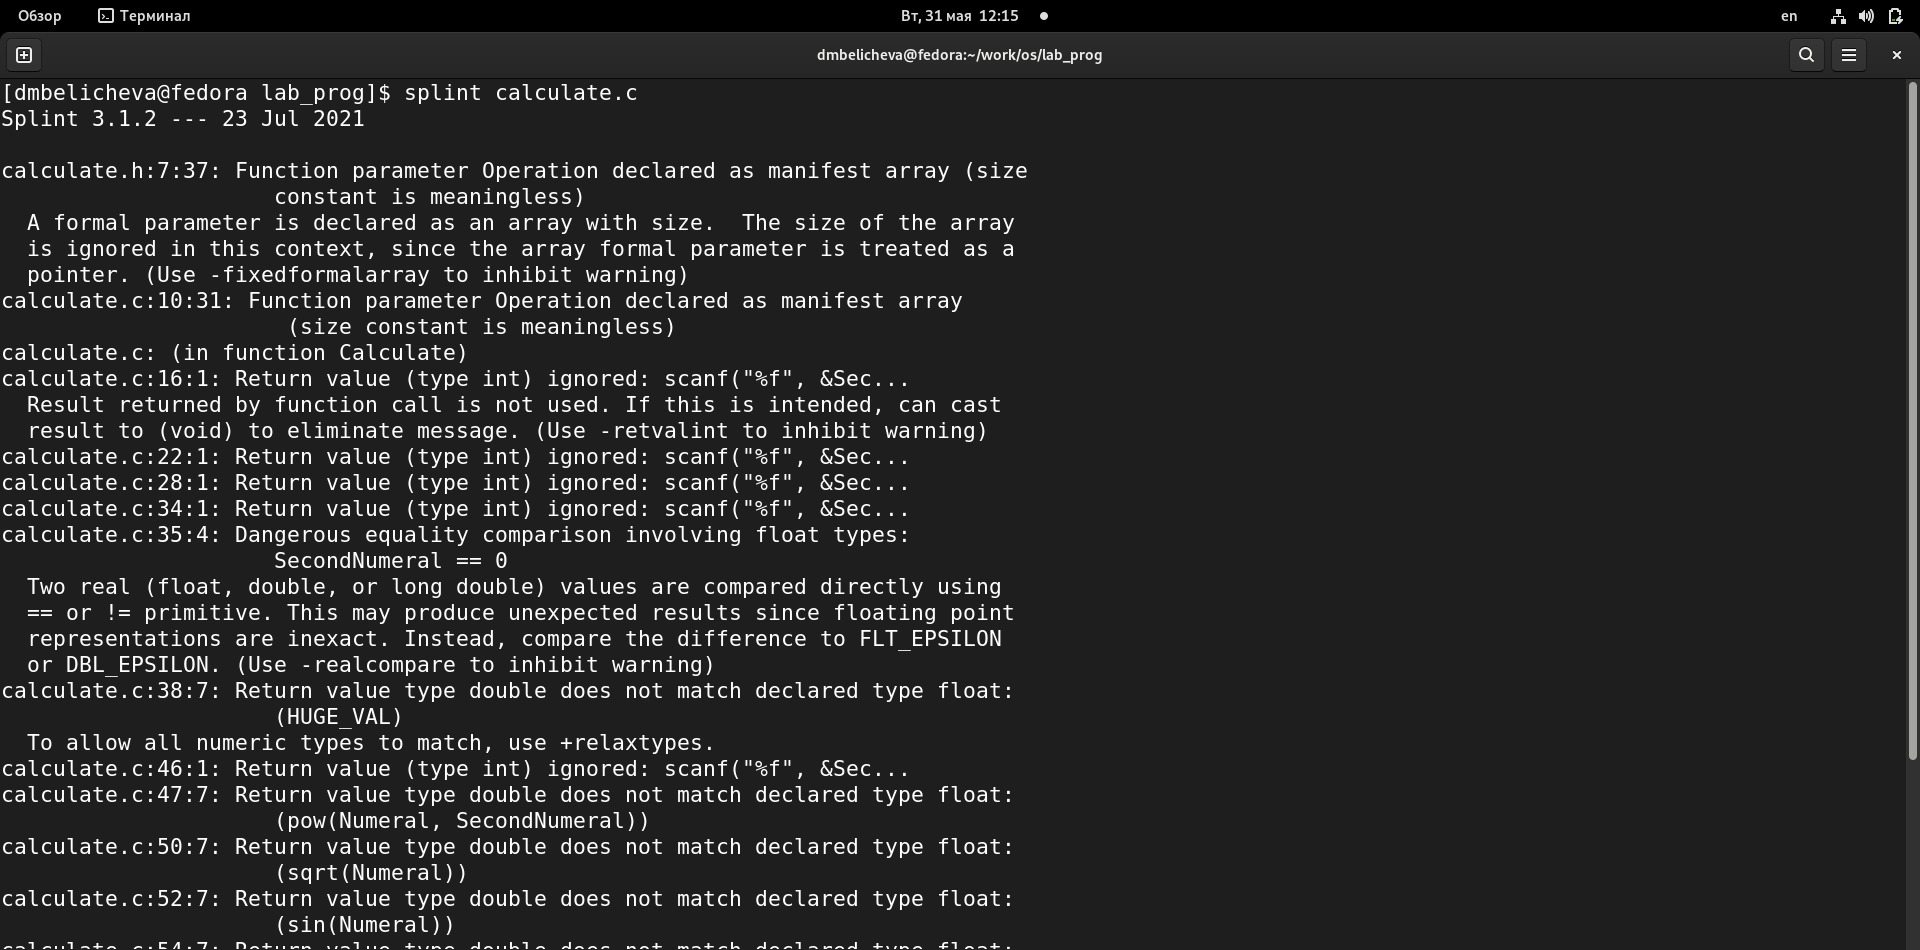 Обзор Терминал Вт, 31 мая 12:15 en
dmbelicheva@fedora:~/work/os/lab_prog
[dmbelicheva@fedora lab_prog]$ splint calculate.c
Splint 3.1.2 --- 23 Jul 2021
calculate.h:7:37: Function parameter Operation declared as manifest array (size
constant is meaningless)
A formal parameter is declared as an array with size.  The size of the array
is ignored in this context, since the array formal parameter is treated as a
pointer. (Use -fixedformalarray to inhibit warning)
calculate.c:10:31: Function parameter Operation declared as manifest array
(size constant is meaningless)
calculate.c: (in function Calculate)
calculate.c:16:1: Return value (type int) ignored: scanf("%f", &Sec...
Result returned by function call is not used. If this is intended, can cast
result to (void) to eliminate message. (Use -retvalint to inhibit warning)
calculate.c:22:1: Return value (type int) ignored: scanf("%f", &Sec...
calculate.c:28:1: Return value (type int) ignored: scanf("%f", &Sec...
calculate.c:34:1: Return value (type int) ignored: scanf("%f", &Sec...
calculate.c:35:4: Dangerous equality comparison involving float types:
SecondNumeral == 0
Two real (float, double, or long double) values are compared directly using
== or != primitive. This may produce unexpected results since floating point
representations are inexact. Instead, compare the difference to FLT_EPSILON
or DBL_EPSILON. (Use -realcompare to inhibit warning)
calculate.c:38:7: Return value type double does not match declared type float:
(HUGE_VAL)
To allow all numeric types to match, use +relaxtypes.
calculate.c:46:1: Return value (type int) ignored: scanf("%f", &Sec...
calculate.c:47:7: Return value type double does not match declared type float:
(pow(Numeral, SecondNumeral))
calculate.c:50:7: Return value type double does not match declared type float:
(sqrt(Numeral))
calculate.c:52:7: Return value type double does not match declared type float:
(sin(Numeral))
calculate.c:54:7: Return value type double does not match declared type float: